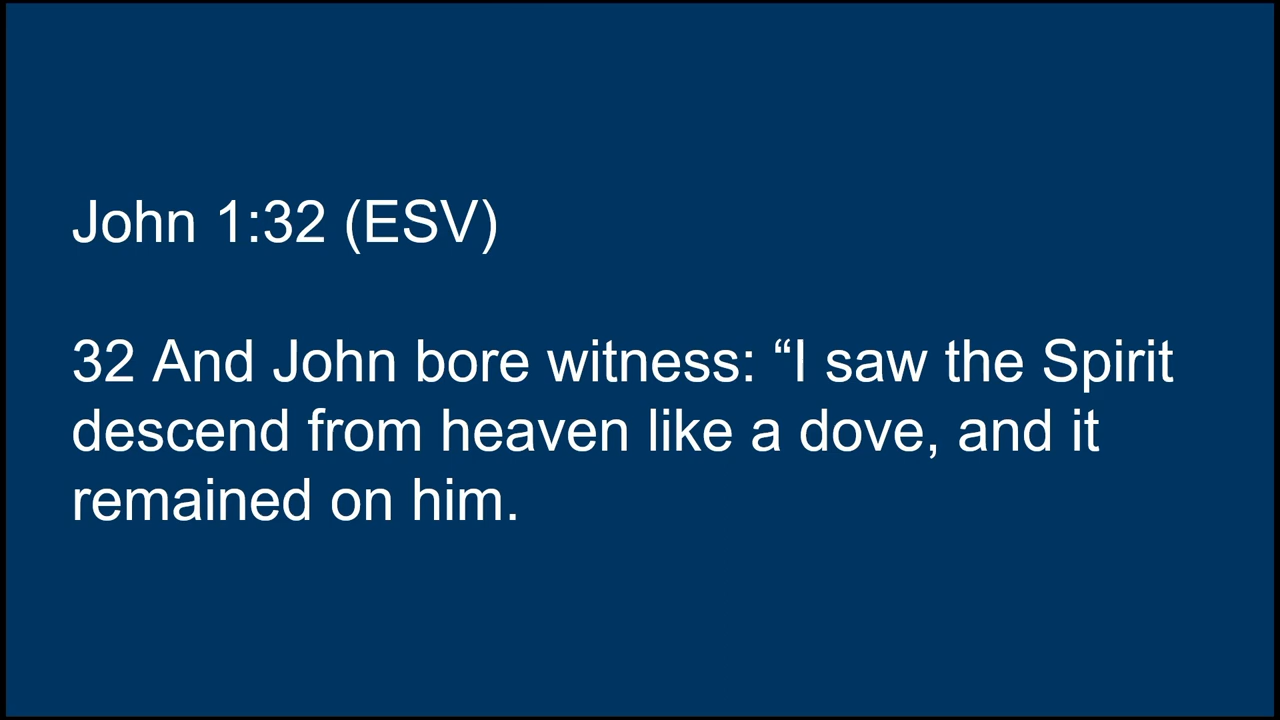 John 1:32 (ESV)
32 And John bore witness: “I saw the Spirit
descend from heaven like a dove, and it
remained on him.